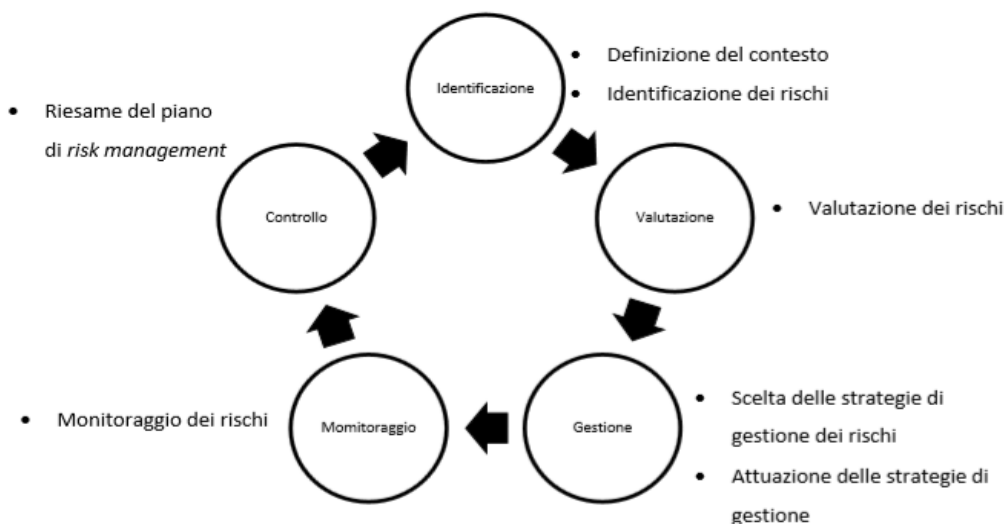 Identificazione
• Definizione del contesto
• Identificazione dei rischi
Valutazione
• Valutazione dei rischi
Gestione
• Scelta delle strategie di
gestione dei rischi
• Attuazione delle strategie di
gestione
Momitoraggio
• Monitoraggio dei rischi
Controllo
• Riesame del piano
di risk management